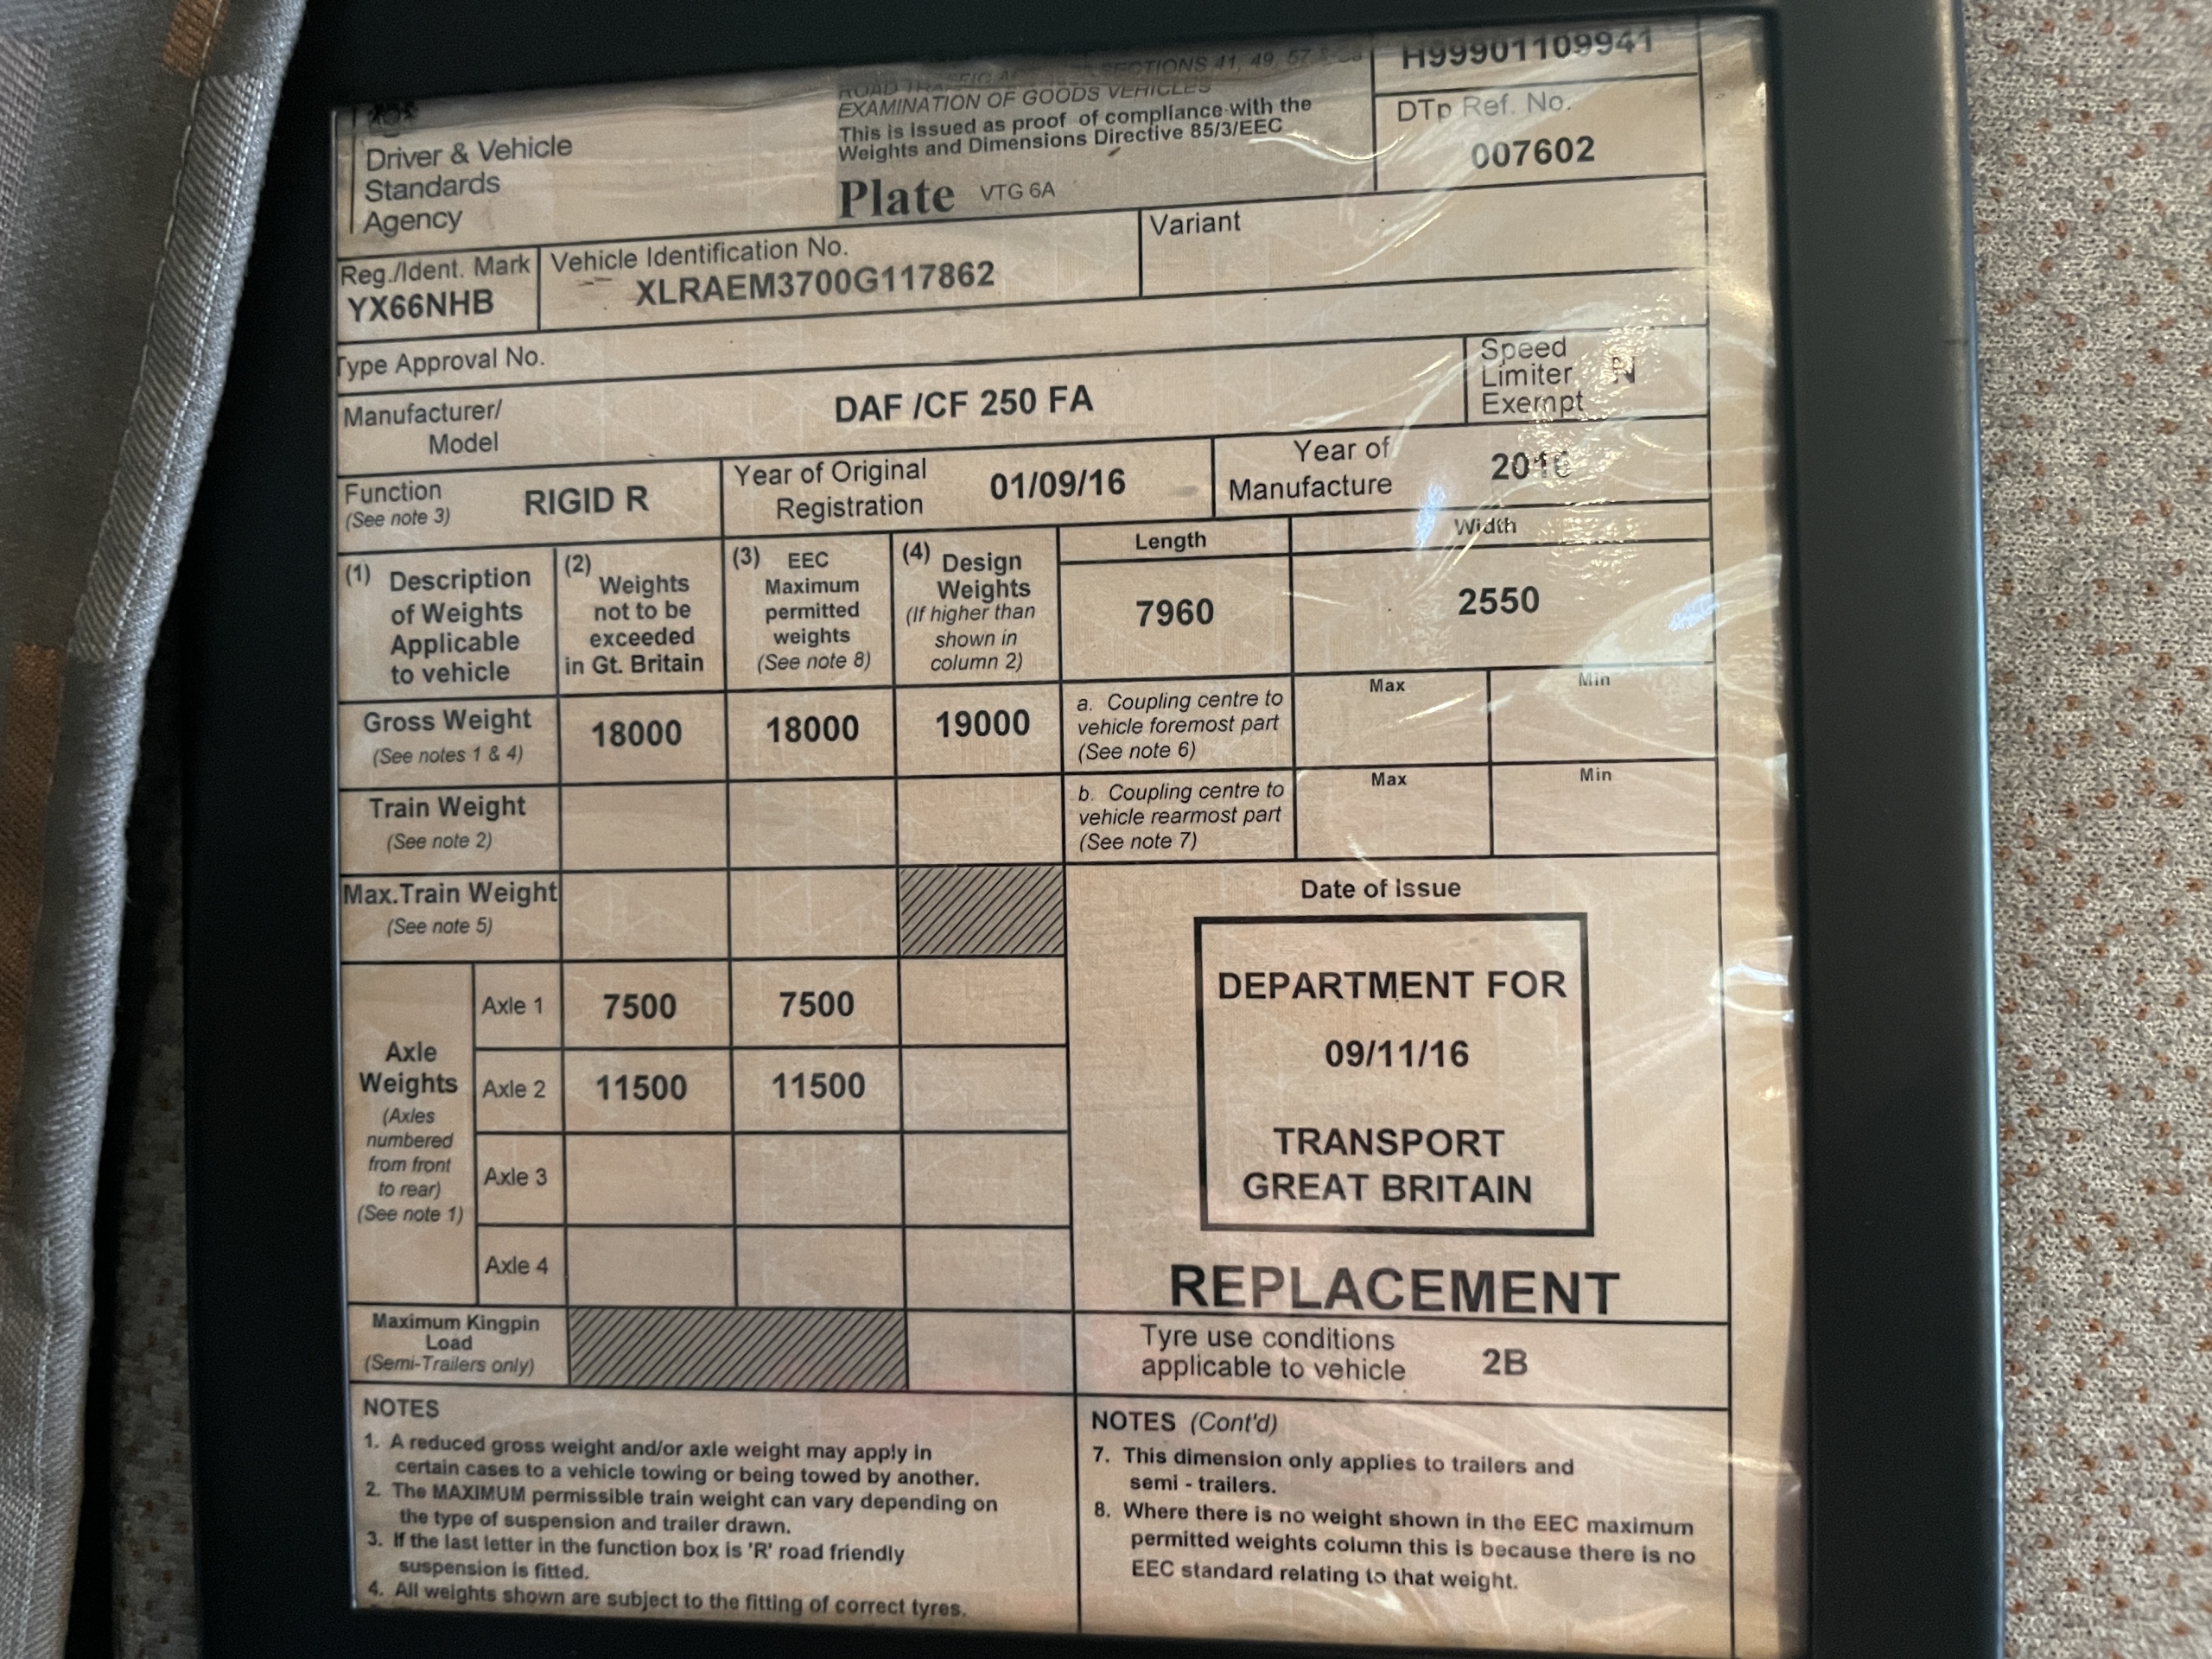 ROAD TRAFFIC SECTIONS 41, 49, 57
H99901109941
EXAMINATION OF GOODS VEHICLES
This is issued as proof of compliance with the
Weights and Dimensions Directive 85/3/EEC
Plate VTG 6A
DTp Ref. No.
007602
Driver & Vehicle
Standards
Agency
Reg./Ident. Mark
YX66NHB
Vehicle Identification No.
XLRAEM3700G117862
Variant
Type Approval No.
Manufacturer/
Model
DAF /CF 250 FA
Speed
Limiter N
Exempt
Function
(See note 3)
RIGID R
Year of Original
Registration
01/09/16
Year of
Manufacture
2016
(1) Description
of Weights
Applicable
to vehicle
(2) Weights
not to be
exceeded
in Gt. Britain
(3) EEC
Maximum
permitted
weights
(See note 8)
(4) Design
Weights
(If higher than
shown in
column 2)
Length
7960
Width
2550
Gross Weight
(See notes 1 & 4)
18000
18000
19000
a. Coupling centre to
vehicle foremost part
(See note 6)
Max
Min
Train Weight
(See note 2)
b. Coupling centre to
vehicle rearmost part
(See note 7)
Max
Min
Max.Train Weight
(See note 5)
Axle
Weights
(Axles
numbered
from front
to rear)
(See note 1)
Axle 1
7500
7500
Axle 2
11500
11500
Axle 3
Axle 4
Maximum Kingpin
Load
(Semi-Trailers only)
Date of Issue
DEPARTMENT FOR
09/11/16
TRANSPORT
GREAT BRITAIN
REPLACEMENT
Tyre use conditions
applicable to vehicle
2B
NOTES
1. A reduced gross weight and/or axle weight may apply in
certain cases to a vehicle towing or being towed by another.
2. The MAXIMUM permissible train weight can vary depending on
the type of suspension and trailer drawn.
3. If the last letter in the function box is 'R' road friendly
suspension is fitted.
4. All weights shown are subject to the fitting of correct tyres.
NOTES (Cont'd)
7. This dimension only applies to trailers and
semi - trailers.
8. Where there is no weight shown in the EEC maximum
permitted weights column this is because there is no
EEC standard relating to that weight.